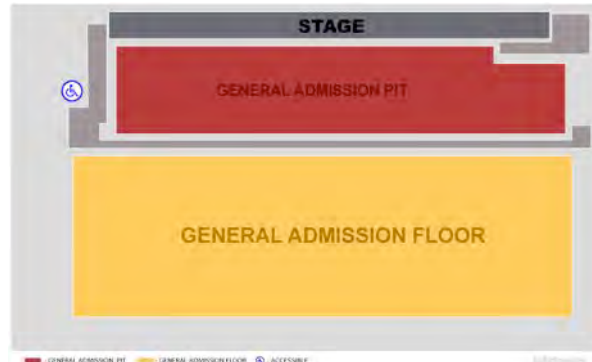 STAGE
GENERAL ADMISSION PIT
GENERAL ADMISSION FLOOR
GENERAL ADMISSION PIT GENERAL ADMISSION FLOOR ACCESSIBLE